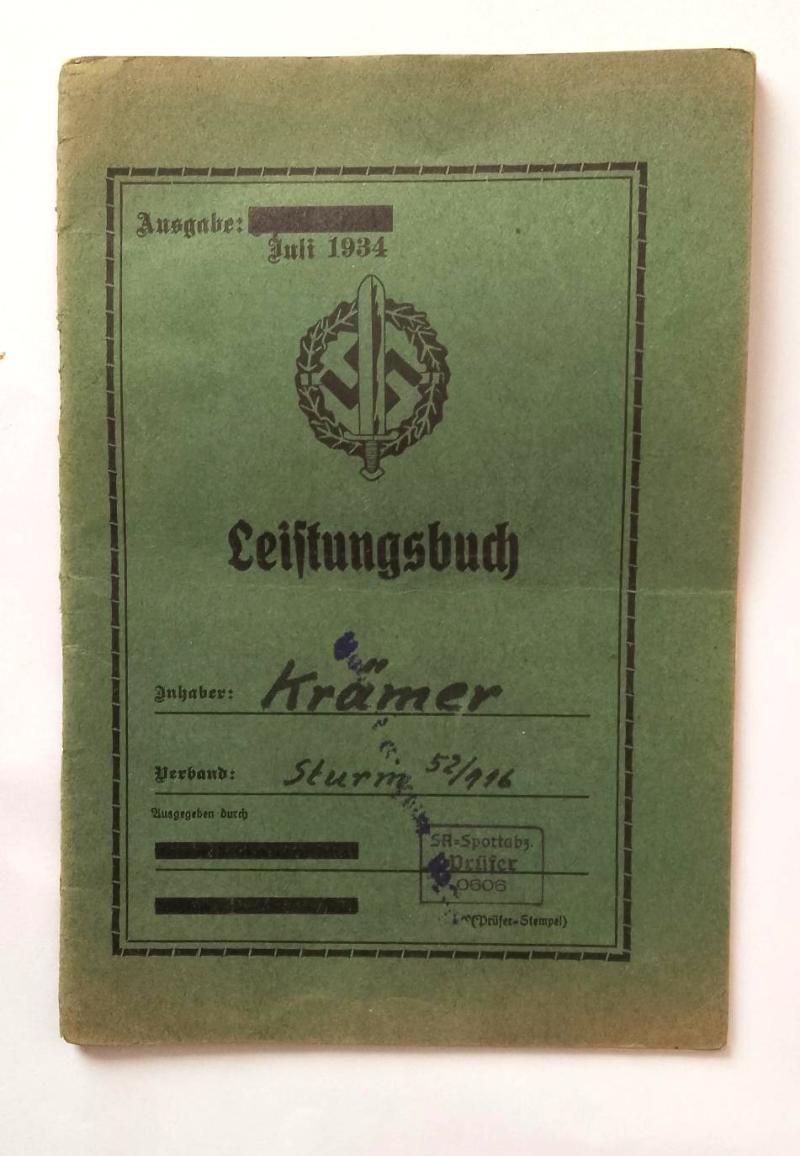 Ausgabe:
Juli 1934
Leistungsbuch
Inhaber: Krämer
Verband: Sturm 52/116
Ausgegeben durch
SA=Sportabz.
Prüfer
0606
(Prüfer=Stempel)